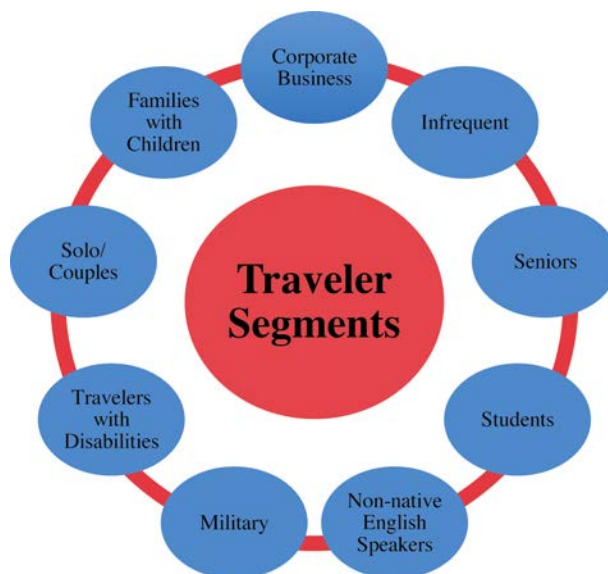 Corporate
Business
Infrequent
Seniors
Students
Non-native
English
Speakers
Military
Travelers
with
Disabilities
Solo/
Couples
Families
with
Children
Traveler
Segments